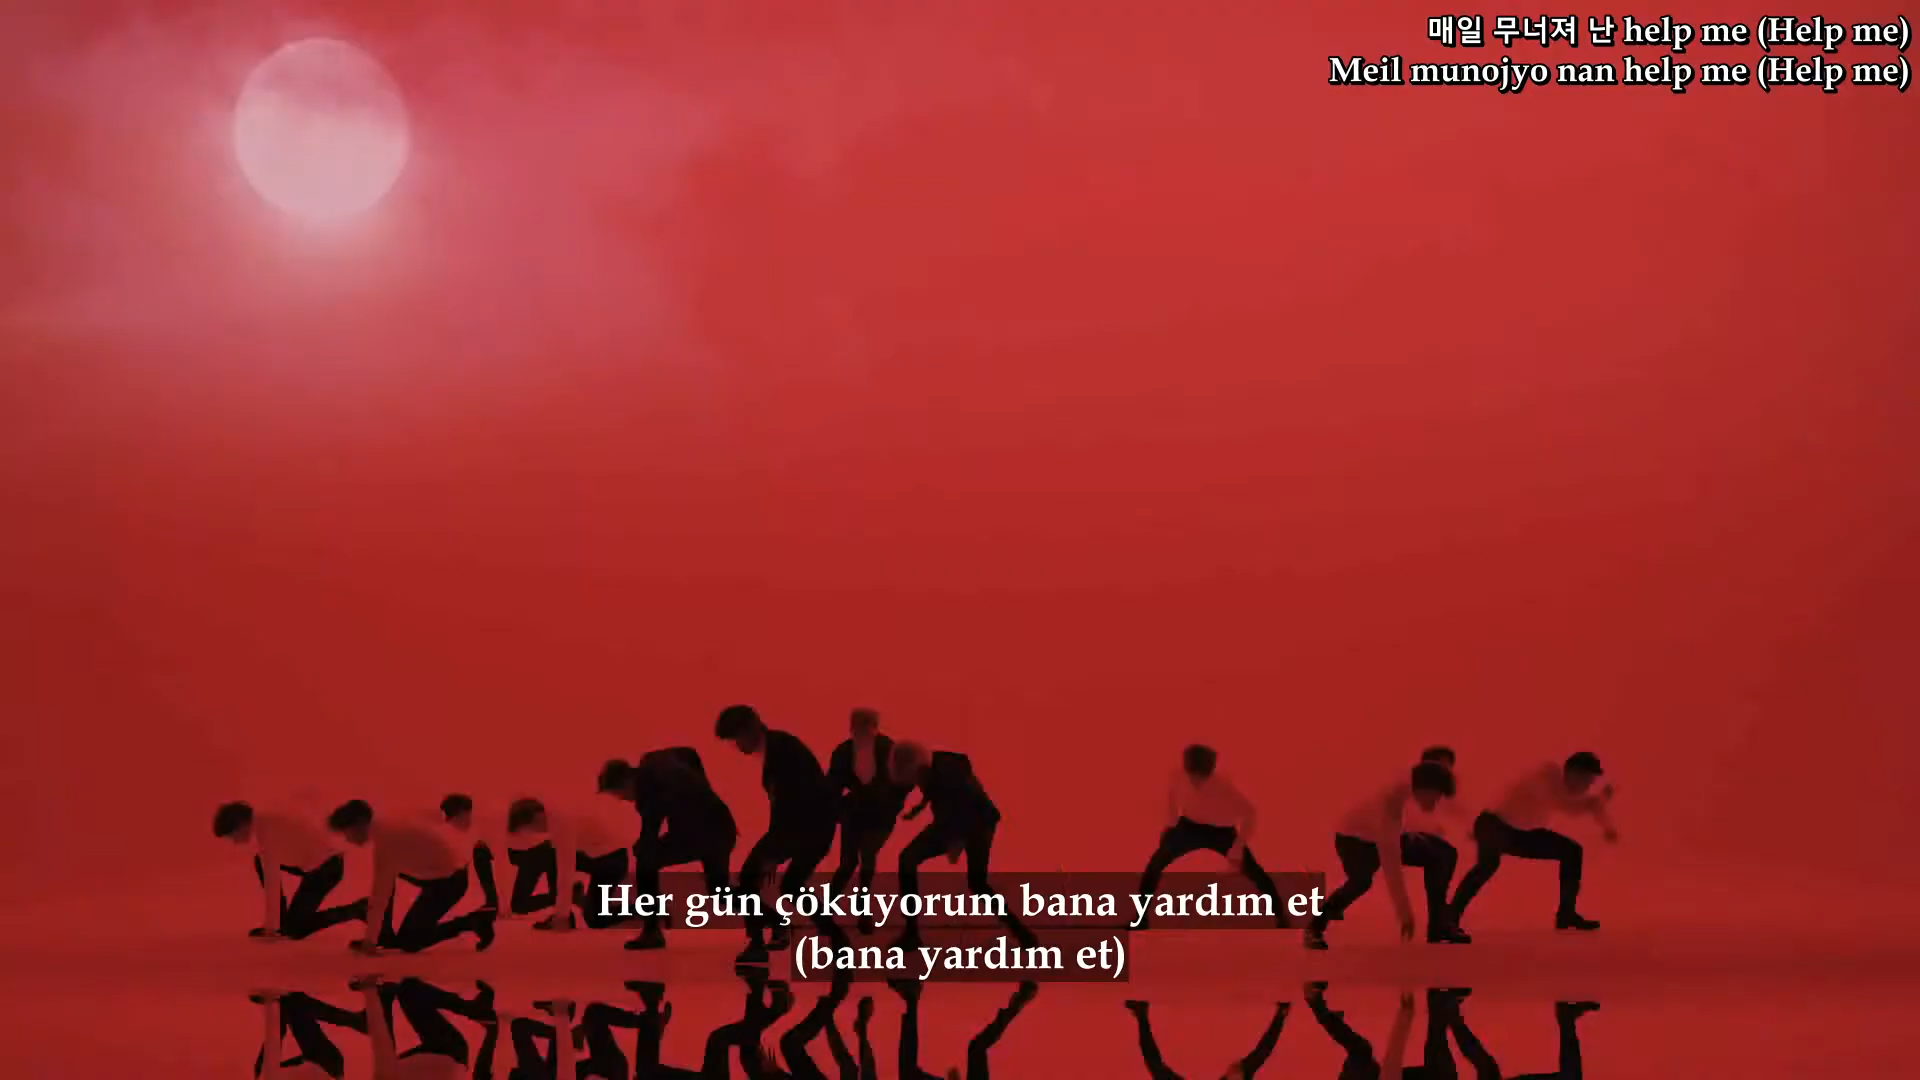 매일 무너져 난 help me (Help me)
Meil munojyo nan help me (Help me)
Her gün çöküyorum bana yardım et
(bana yardım et)